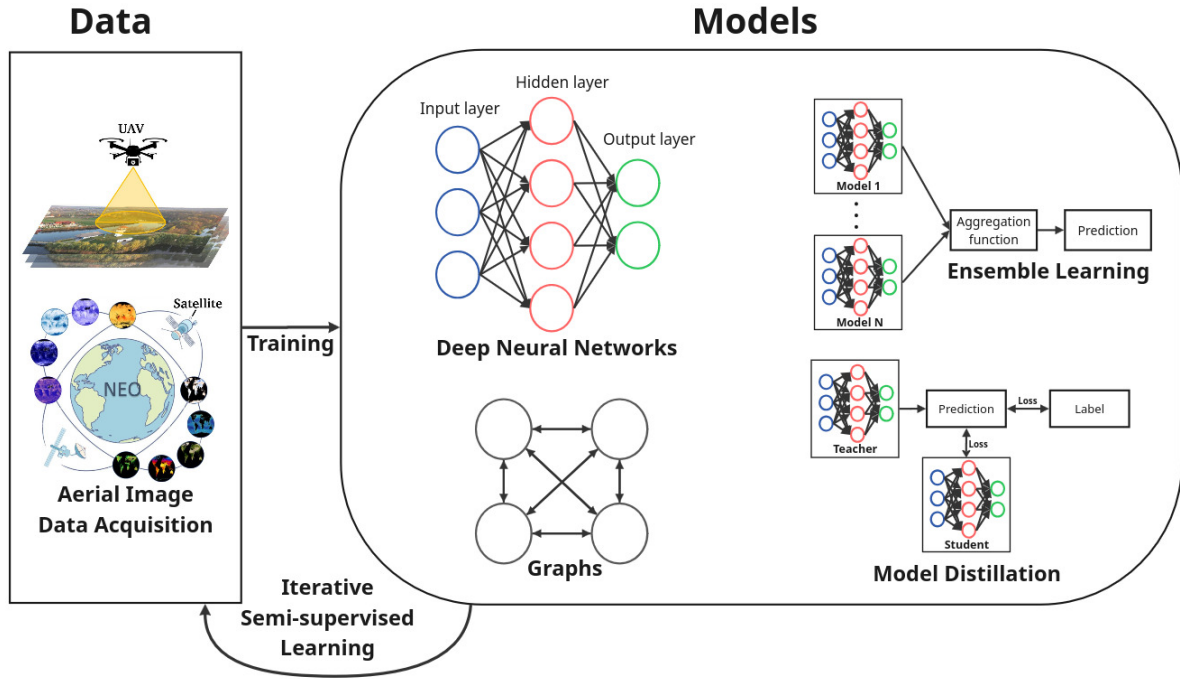 Data
Models
UAV
Satellite
NEO
Aerial Image
Data Acquisition
Training
Iterative
Semi-supervised
Learning
Hidden layer
Input layer
Output layer
Deep Neural Networks
Graphs
Model 1
Model N
Aggregation
function
Prediction
Ensemble Learning
Teacher
Prediction
Loss
Label
Loss
Student
Model Distillation